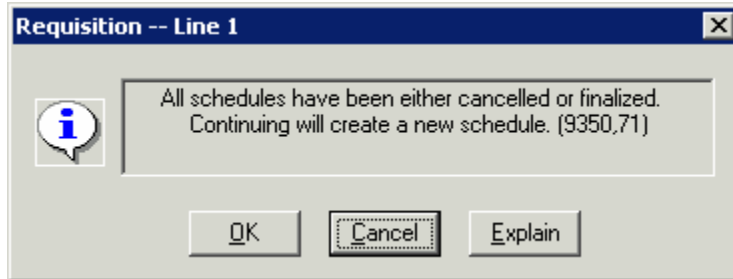 Requisition -- Line 1
All schedules have been either cancelled or finalized.
Continuing will create a new schedule. (9350,71)
OK Cancel Explain